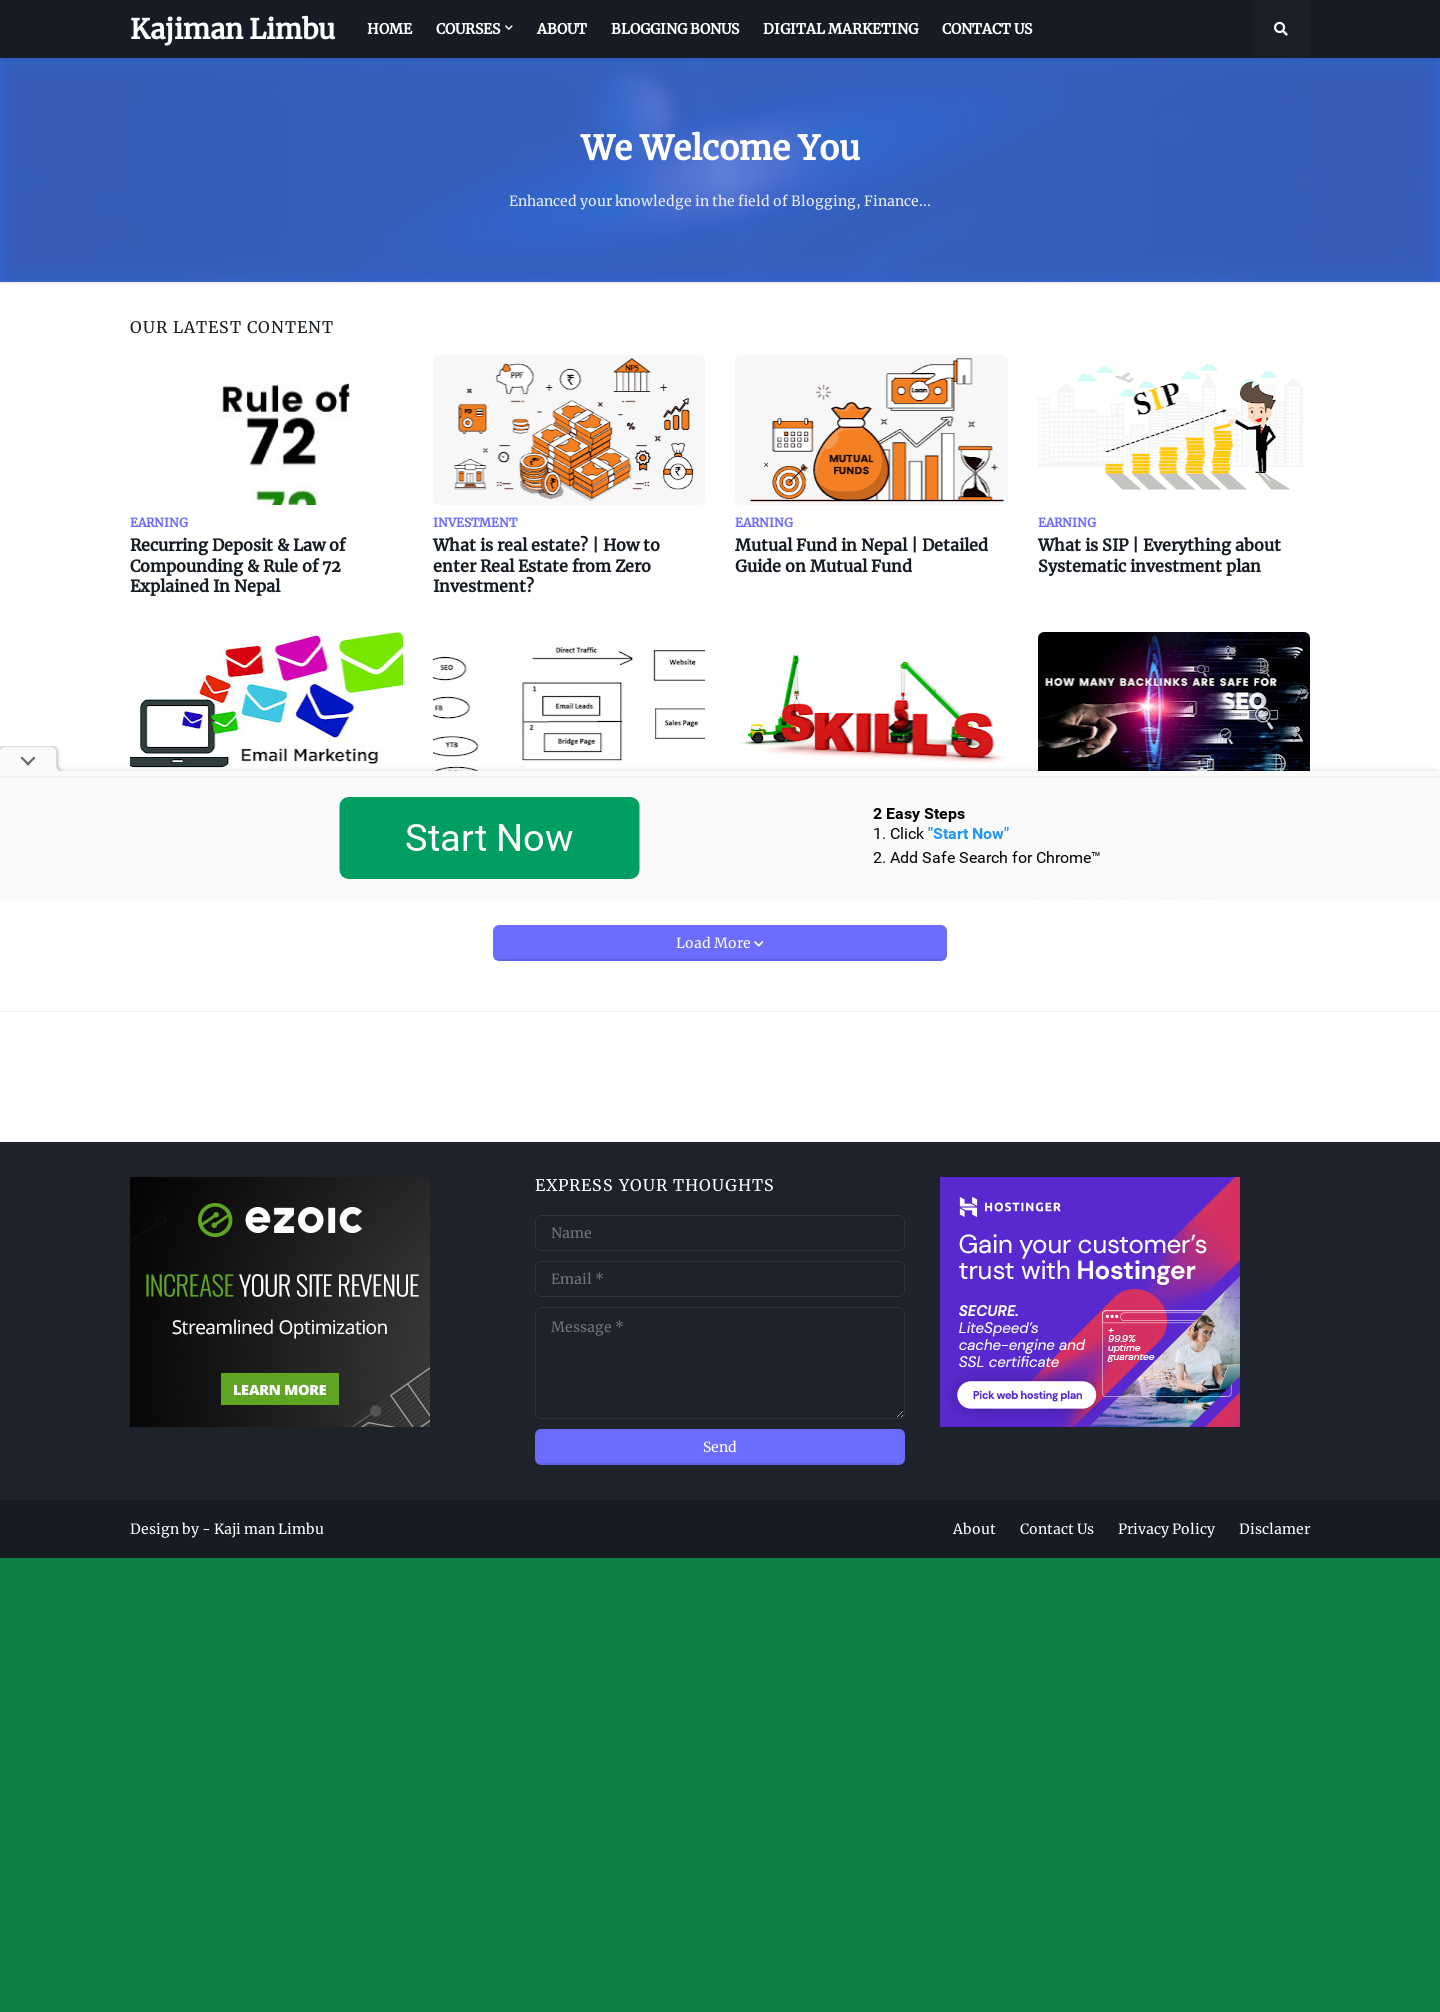 Kajiman Limbu
HOME
COURSES
ABOUT
BLOGGING BONUS
DIGITAL MARKETING
CONTACT US
We Welcome You
Enhanced your knowledge in the field of Blogging, Finance...
OUR LATEST CONTENT
Rule of
72
72
PPF
NPS
FD
%
Loan
MUTUAL
FUNDS
SIP
EARNING
Recurring Deposit & Law of
Compounding & Rule of 72
Explained In Nepal
INVESTMENT
What is real estate? | How to
enter Real Estate from Zero
Investment?
EARNING
Mutual Fund in Nepal | Detailed
Guide on Mutual Fund
EARNING
What is SIP | Everything about
Systematic investment plan
Email Marketing
SEO
FB
YTB
Direct Traffic
1
Email Leads
2
Bridge Page
Website
Sales Page
SKILLS
HOW MANY BACKLINKS ARE SAFE FOR
SEO
Start Now
2 Easy Steps
1. Click "Start Now"
2. Add Safe Search for Chrome™
Load More
ezoic
INCREASE YOUR SITE REVENUE
Streamlined Optimization
LEARN MORE
EXPRESS YOUR THOUGHTS
Name
Email *
Message *
Send
HOSTINGER
Gain your customer's
trust with Hostinger
SECURE.
LiteSpeed's
cache-engine and
SSL certificate
+
99.9%
uptime
guarantee
Pick web hosting plan
Design by - Kaji man Limbu
About
Contact Us
Privacy Policy
Disclamer